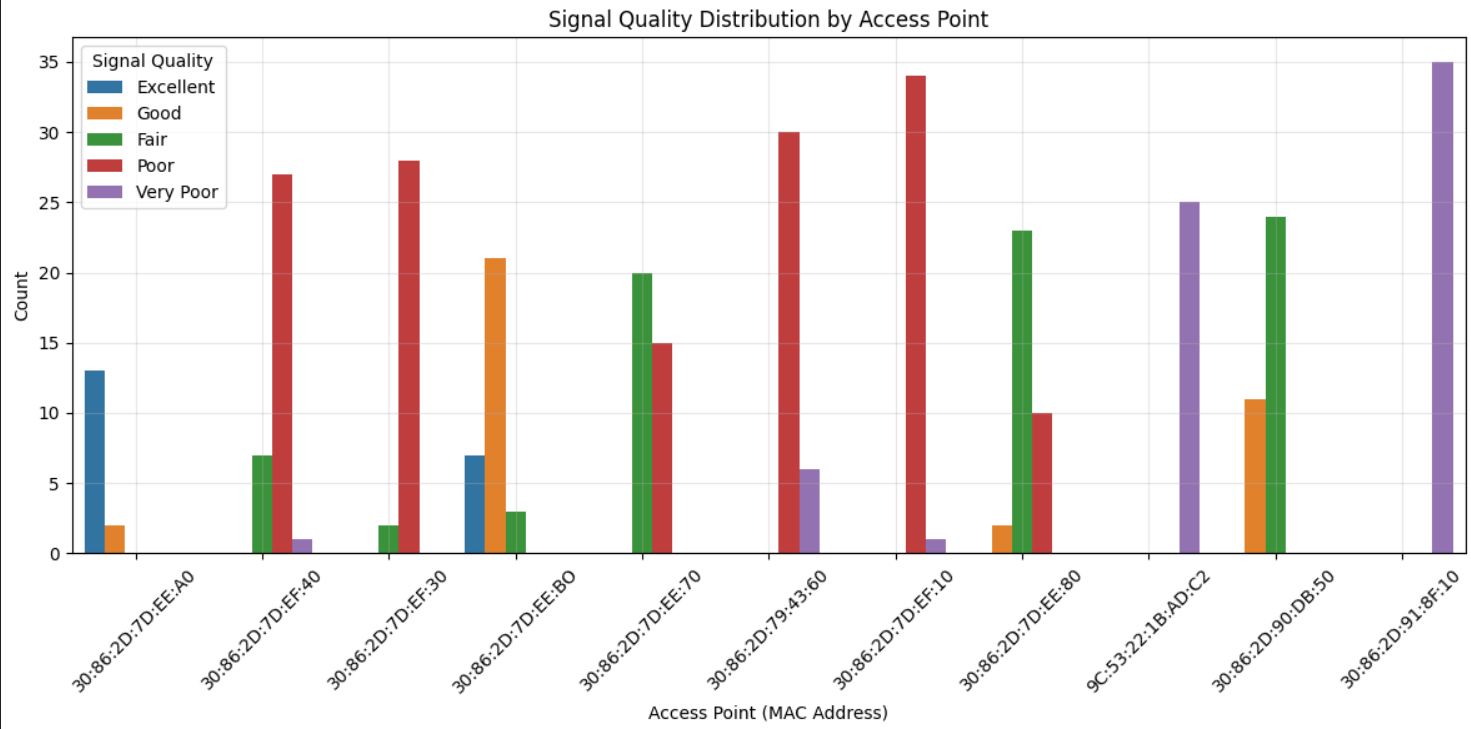 Signal Quality Distribution by Access Point
Signal Quality
Excellent
Good
Fair
Poor
Very Poor
35
30
25
20
15
10
5
0
Count
30:86:2D:7D:EE:A0
30:86:2D:7D:EF:40
30:86:2D:7D:EF:30
30:86:2D:7D:EE:BO
30:86:2D:7D:EE:70
30:86:2D:79:43:60
30:86:2D:7D:EF:10
30:86:2D:7D:EE:80
9C:53:22:1B:AD:C2
30:86:2D:90:DB:50
30:86:2D:91:8F:10
Access Point (MAC Address)